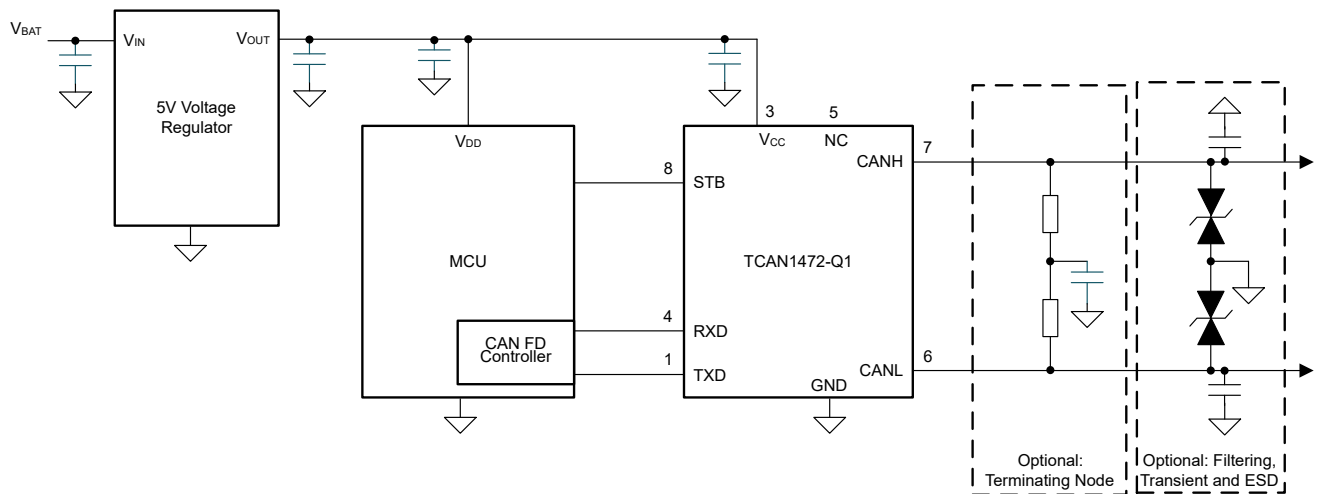 VBAT
VIN
VOUT
5V Voltage
Regulator
VDD
MCU
CAN FD
Controller
3
5
VCC
NC
8
STB
CANH
7
TCAN1472-Q1
4
RXD
1
TXD
CANL
6
GND
Optional:
Terminating Node
Optional: Filtering,
Transient and ESD